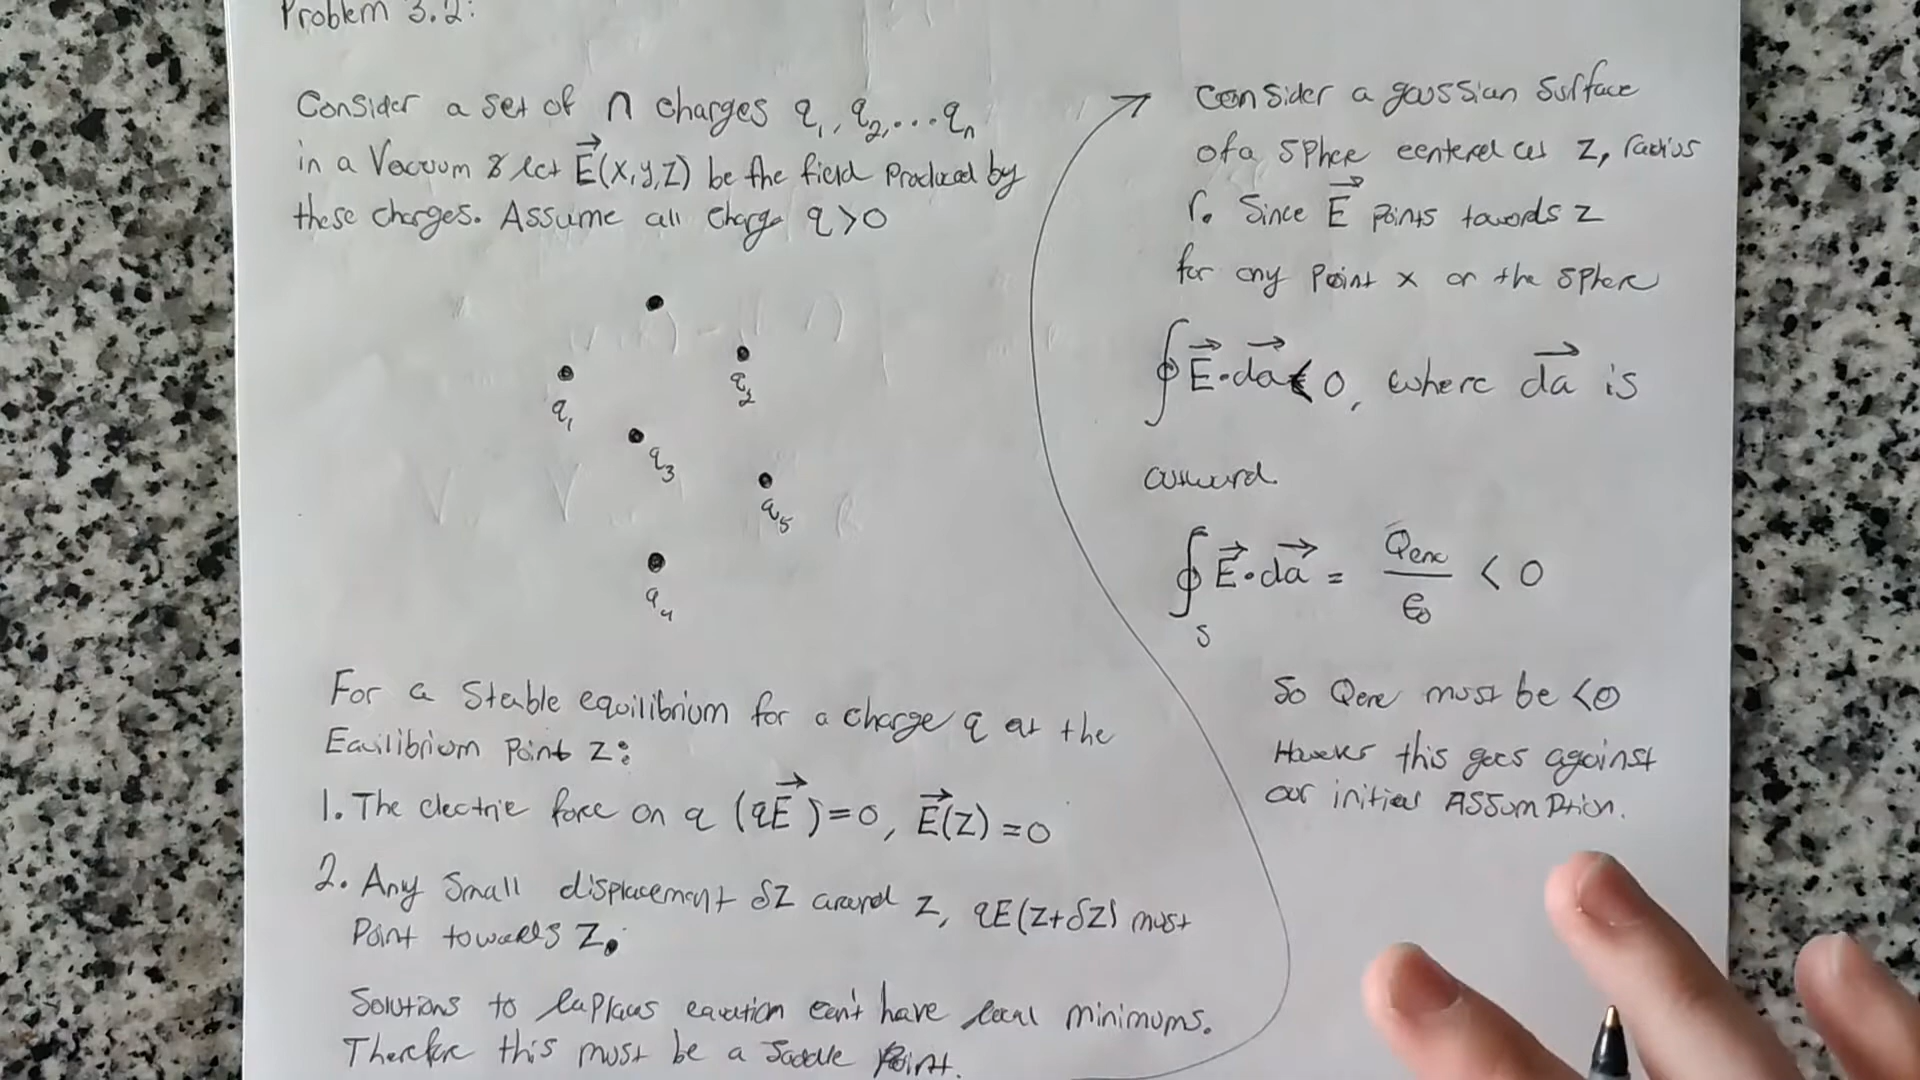 Problem 3.2:
Consider a set of n charges q₁, q₂, ... qₙ
in a Vacuum & let E⃗(x,y,z) be the field produced by
these charges. Assume all charge q > 0
q₁
q₂
q₃
q₅
q₄
For a Stable equilibrium for a charge q at the
Equilibrium Point Z:
1. The electric force on q (qE⃗) = 0, E⃗(Z) = 0
2. Any small displacement δZ around Z, qE(Z+δZ) must
Point towards Z.
Solutions to laplaces equation can't have local minimums.
Therefore this must be a Saddle Point.
Consider a gaussian surface
of a sphere centered at Z, radius
r. Since E⃗ points towards Z
for any Point x on the sphere
∮E⃗·da⃗ < 0, where da⃗ is
outward.
∮E⃗·da⃗ = Qenc/ε₀ < 0
S
So Qenc must be < 0
However this goes against
our initial Assumption.